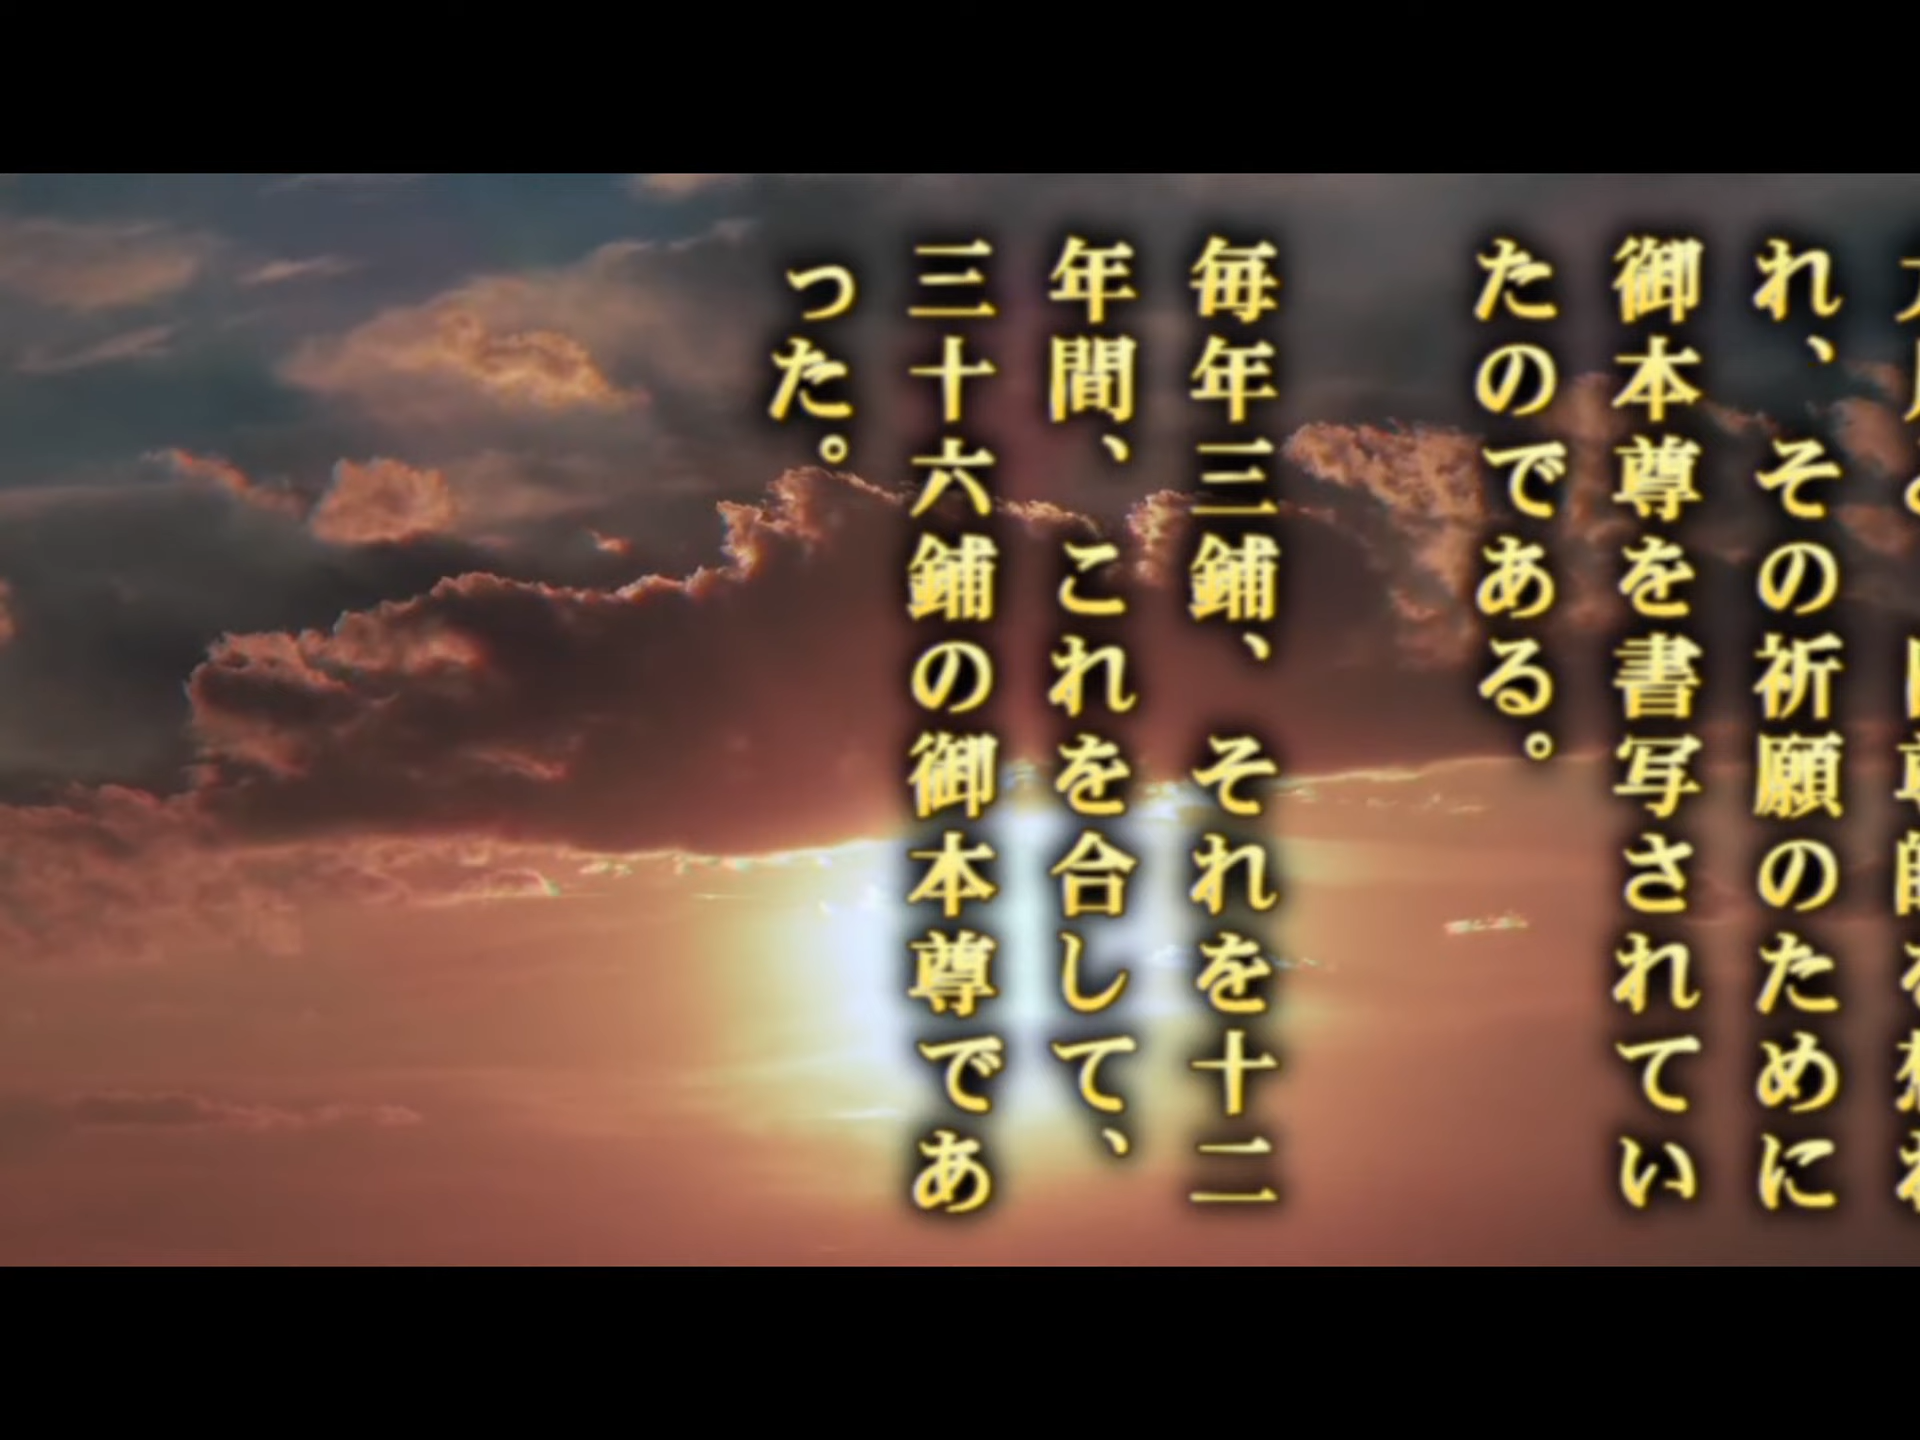 れ、その祈願のために
御本尊を書写されてい
たのである。
毎年三鋪、それを十二
年間、これを合して、
三十六鋪の御本尊であ
った。